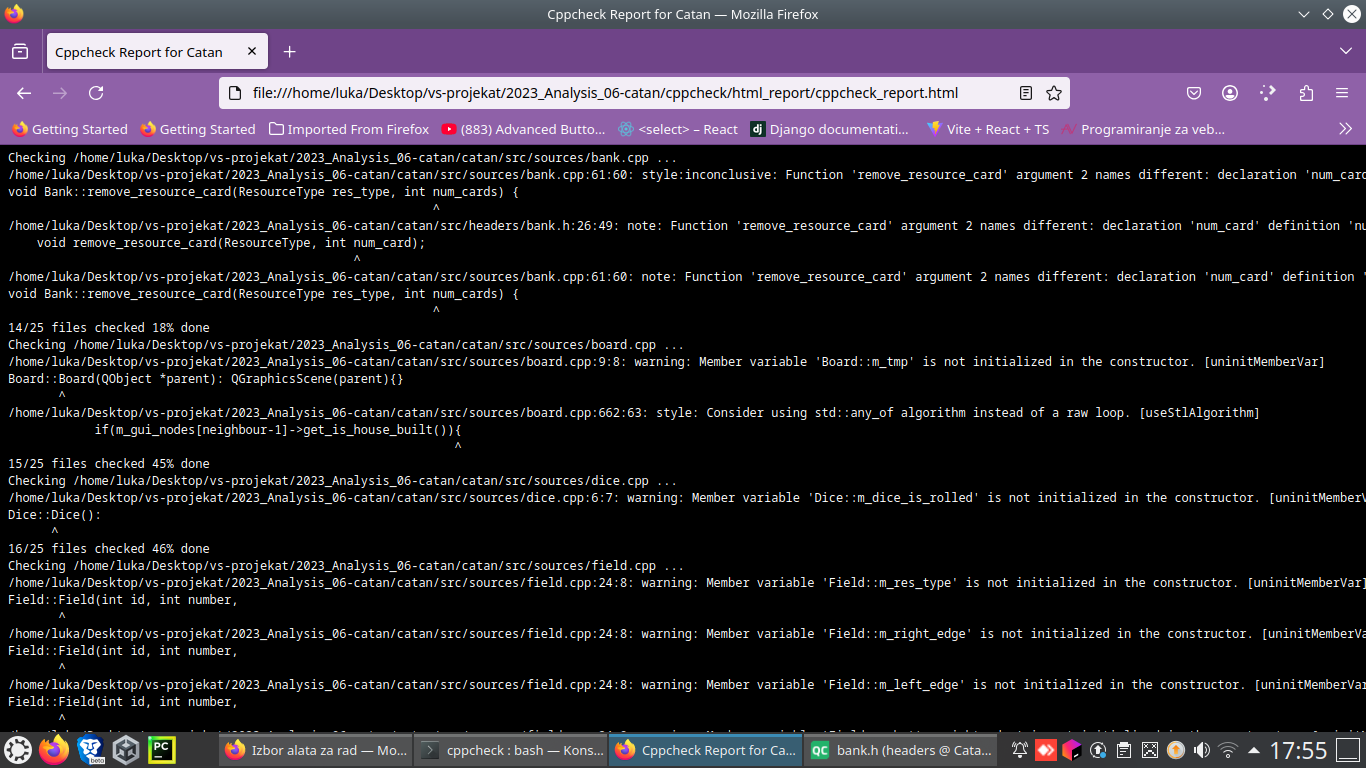 Cppcheck Report for Catan — Mozilla Firefox
Cppcheck Report for Catan
file:///home/luka/Desktop/vs-projekat/2023_Analysis_06-catan/cppcheck/html_report/cppcheck_report.html
Getting Started Getting Started Imported From Firefox (883) Advanced Butto... <select> – React Django documentati... Vite + React + TS Programiranje za veb...
Checking /home/luka/Desktop/vs-projekat/2023_Analysis_06-catan/catan/src/sources/bank.cpp ...
/home/luka/Desktop/vs-projekat/2023_Analysis_06-catan/catan/src/sources/bank.cpp:61:60: style:inconclusive: Function 'remove_resource_card' argument 2 names different: declaration 'num_card
void Bank::remove_resource_card(ResourceType res_type, int num_cards) {
^
/home/luka/Desktop/vs-projekat/2023_Analysis_06-catan/catan/src/headers/bank.h:26:49: note: Function 'remove_resource_card' argument 2 names different: declaration 'num_card' definition 'nu
void remove_resource_card(ResourceType, int num_card);
^
/home/luka/Desktop/vs-projekat/2023_Analysis_06-catan/catan/src/sources/bank.cpp:61:60: note: Function 'remove_resource_card' argument 2 names different: declaration 'num_card' definition '
void Bank::remove_resource_card(ResourceType res_type, int num_cards) {
^
14/25 files checked 18% done
Checking /home/luka/Desktop/vs-projekat/2023_Analysis_06-catan/catan/src/sources/board.cpp ...
/home/luka/Desktop/vs-projekat/2023_Analysis_06-catan/catan/src/sources/board.cpp:9:8: warning: Member variable 'Board::m_tmp' is not initialized in the constructor. [uninitMemberVar]
Board::Board(QObject *parent): QGraphicsScene(parent){}
^
/home/luka/Desktop/vs-projekat/2023_Analysis_06-catan/catan/src/sources/board.cpp:662:63: style: Consider using std::any_of algorithm instead of a raw loop. [useStlAlgorithm]
if(m_gui_nodes[neighbour-1]->get_is_house_built()){
^
15/25 files checked 45% done
Checking /home/luka/Desktop/vs-projekat/2023_Analysis_06-catan/catan/src/sources/dice.cpp ...
/home/luka/Desktop/vs-projekat/2023_Analysis_06-catan/catan/src/sources/dice.cpp:6:7: warning: Member variable 'Dice::m_dice_is_rolled' is not initialized in the constructor. [uninitMemberV
Dice::Dice():
^
16/25 files checked 46% done
Checking /home/luka/Desktop/vs-projekat/2023_Analysis_06-catan/catan/src/sources/field.cpp ...
/home/luka/Desktop/vs-projekat/2023_Analysis_06-catan/catan/src/sources/field.cpp:24:8: warning: Member variable 'Field::m_res_type' is not initialized in the constructor. [uninitMemberVar]
Field::Field(int id, int number,
^
/home/luka/Desktop/vs-projekat/2023_Analysis_06-catan/catan/src/sources/field.cpp:24:8: warning: Member variable 'Field::m_right_edge' is not initialized in the constructor. [uninitMemberVa
Field::Field(int id, int number,
^
/home/luka/Desktop/vs-projekat/2023_Analysis_06-catan/catan/src/sources/field.cpp:24:8: warning: Member variable 'Field::m_left_edge' is not initialized in the constructor. [uninitMemberVar
Field::Field(int id, int number,
^
beta PC Izbor alata za rad — Mo... cppcheck : bash — Kons... Cppcheck Report for Ca... QC bank.h (headers @ Cata... 17:55